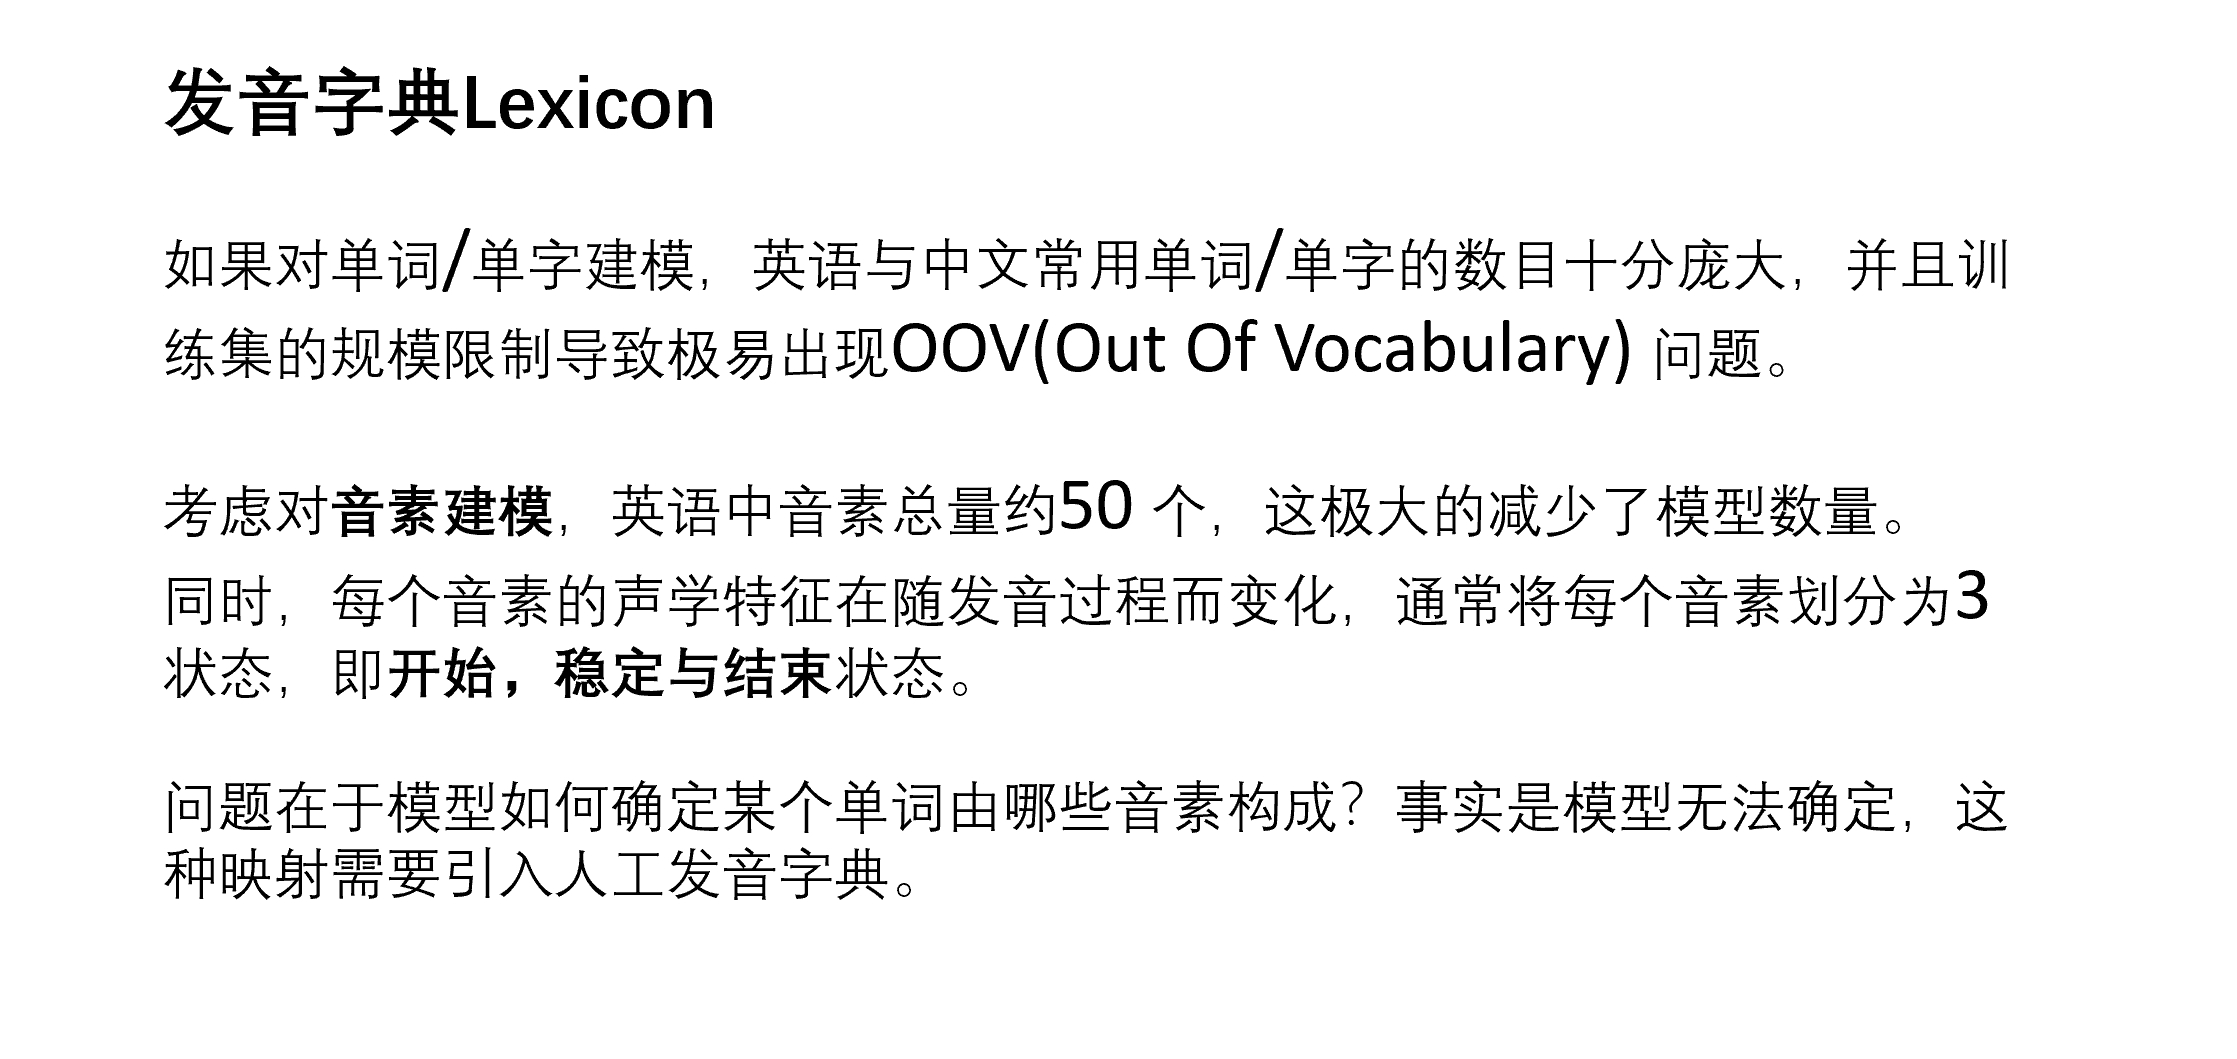 发音字典Lexicon
如果对单词/单字建模，英语与中文常用单词/单字的数目十分庞大，并且训
练集的规模限制导致极易出现OOV(Out Of Vocabulary) 问题。
考虑对音素建模，英语中音素总量约50 个，这极大的减少了模型数量。
同时，每个音素的声学特征在随发音过程而变化，通常将每个音素划分为3
状态，即开始，稳定与结束状态。
问题在于模型如何确定某个单词由哪些音素构成？事实是模型无法确定，这
种映射需要引入人工发音字典。